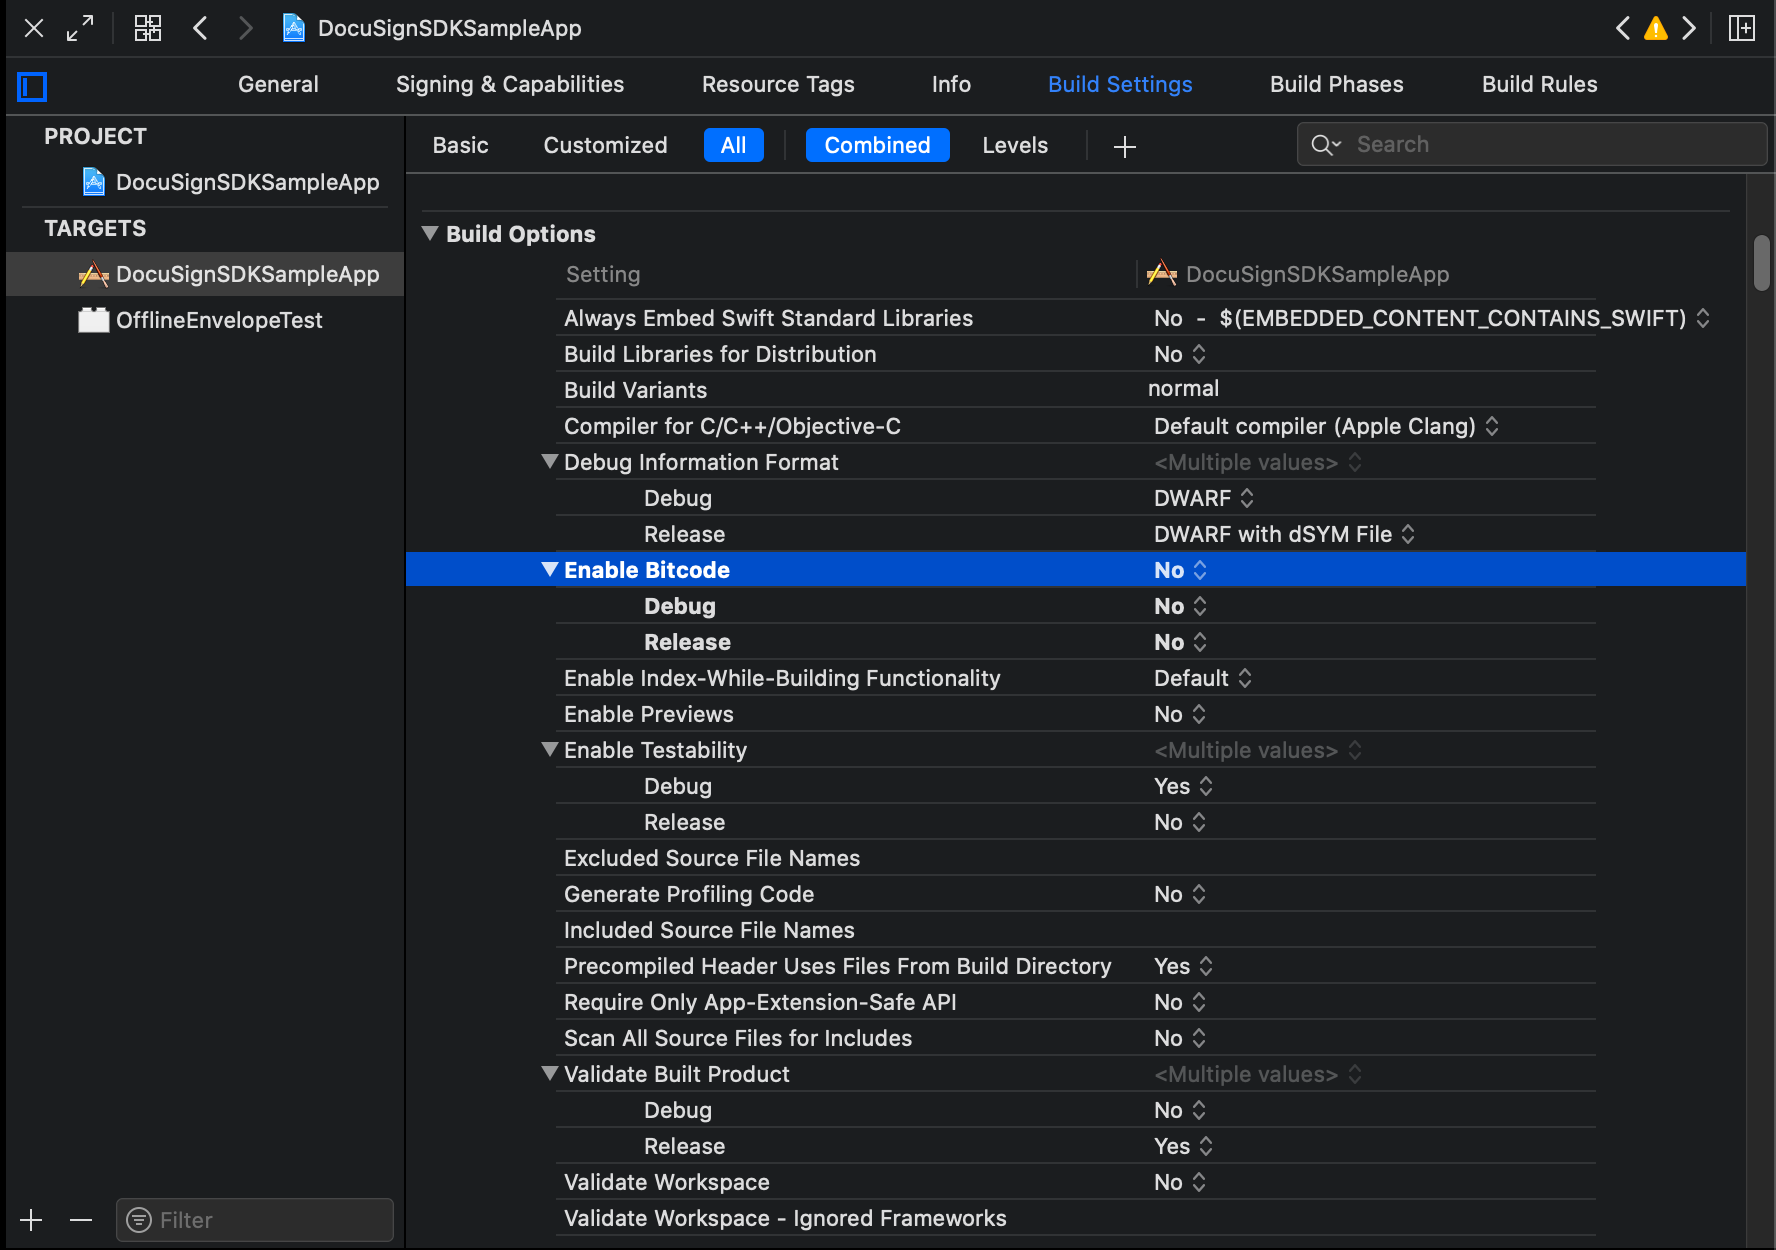 DocuSignSDKSampleApp
General Signing & Capabilities Resource Tags Info Build Settings Build Phases Build Rules
PROJECT
DocuSignSDKSampleApp
TARGETS
DocuSignSDKSampleApp
OfflineEnvelopeTest
Filter
Basic Customized All Combined Levels Search
Build Options
Setting DocuSignSDKSampleApp
Always Embed Swift Standard Libraries No - $(EMBEDDED_CONTENT_CONTAINS_SWIFT)
Build Libraries for Distribution No
Build Variants normal
Compiler for C/C++/Objective-C Default compiler (Apple Clang)
Debug Information Format <Multiple values>
Debug DWARF
Release DWARF with dSYM File
Enable Bitcode No
Debug No
Release No
Enable Index-While-Building Functionality Default
Enable Previews No
Enable Testability <Multiple values>
Debug Yes
Release No
Excluded Source File Names
Generate Profiling Code No
Included Source File Names
Precompiled Header Uses Files From Build Directory Yes
Require Only App-Extension-Safe API No
Scan All Source Files for Includes No
Validate Built Product <Multiple values>
Debug No
Release Yes
Validate Workspace No
Validate Workspace - Ignored Frameworks